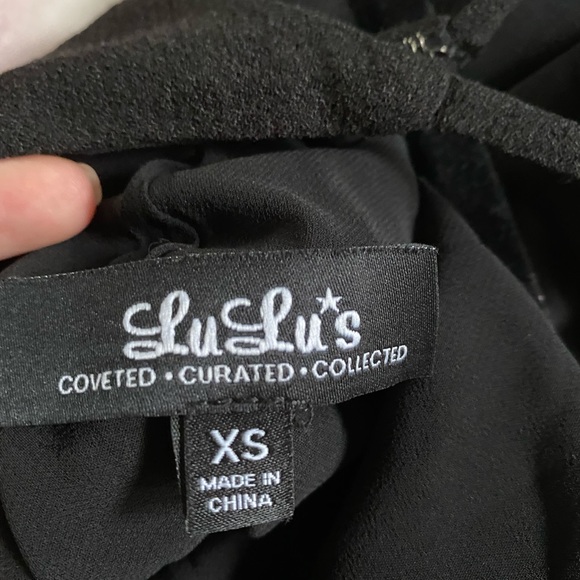 LuLu's
COVETED • CURATED • COLLECTED
XS
MADE IN
CHINA